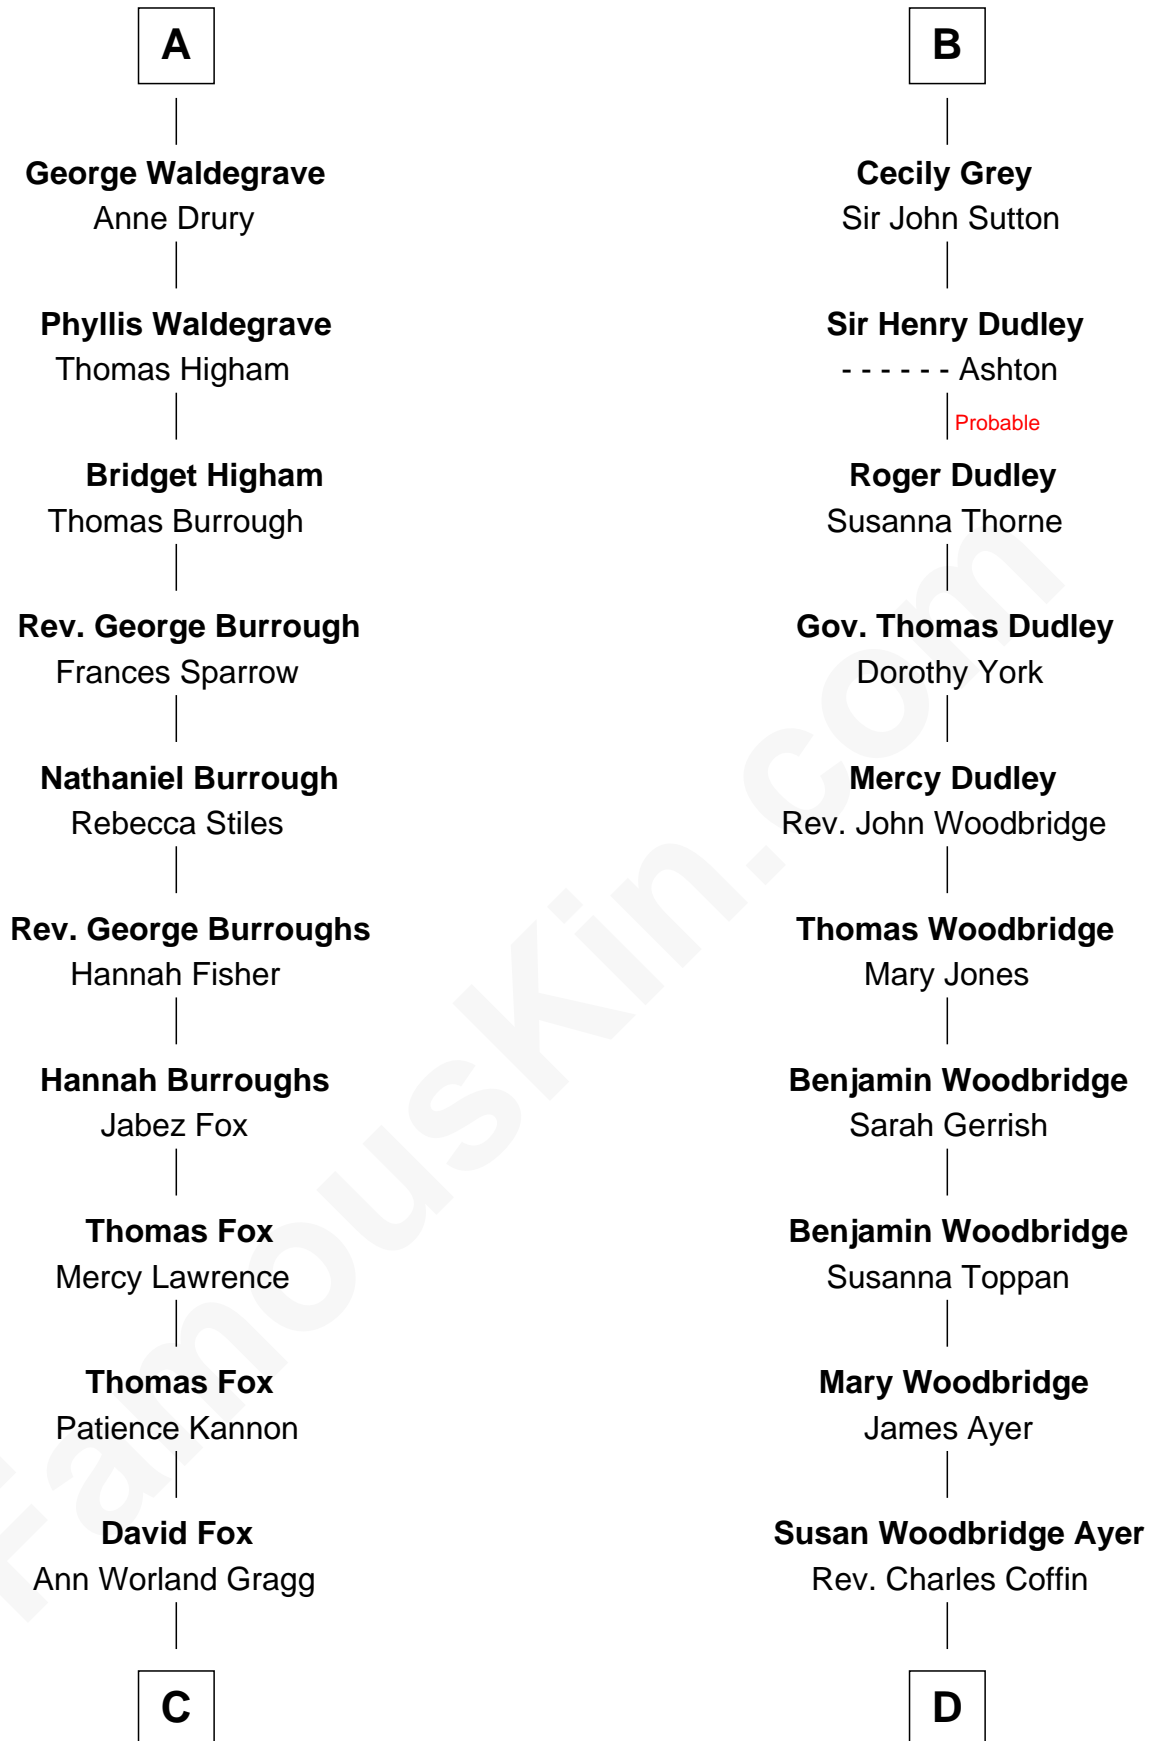 A
George Waldegrave
Anne Drury
Phyllis Waldegrave
Thomas Higham
Bridget Higham
Thomas Burrough
Rev. George Burrough
Frances Sparrow
Nathaniel Burrough
Rebecca Stiles
Rev. George Burroughs
Hannah Fisher
Hannah Burroughs
Jabez Fox
Thomas Fox
Mercy Lawrence
Thomas Fox
Patience Kannon
David Fox
Ann Worland Gragg
C
B
Cecily Grey
Sir John Sutton
Sir Henry Dudley
- - - - - - Ashton
Probable
Roger Dudley
Susanna Thorne
Gov. Thomas Dudley
Dorothy York
Mercy Dudley
Rev. John Woodbridge
Thomas Woodbridge
Mary Jones
Benjamin Woodbridge
Sarah Gerrish
Benjamin Woodbridge
Susanna Toppan
Mary Woodbridge
James Ayer
Susan Woodbridge Ayer
Rev. Charles Coffin
D
FamousKin.com